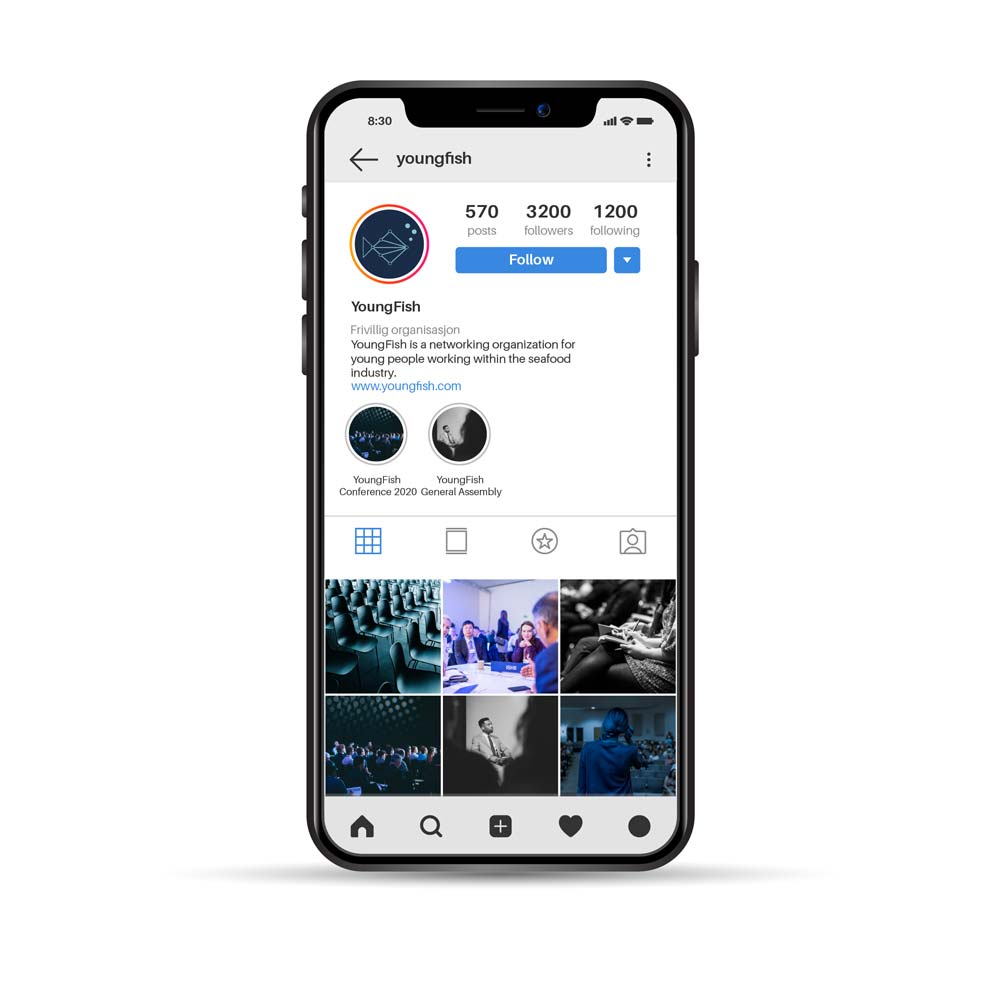 8:30
youngfish
570 3200 1200
posts followers following
Follow
YoungFish
Frivillig organisasjon
YoungFish is a networking organization for
young people working within the seafood
industry.
www.youngfish.com
YoungFish YoungFish
Conference 2020 General Assembly